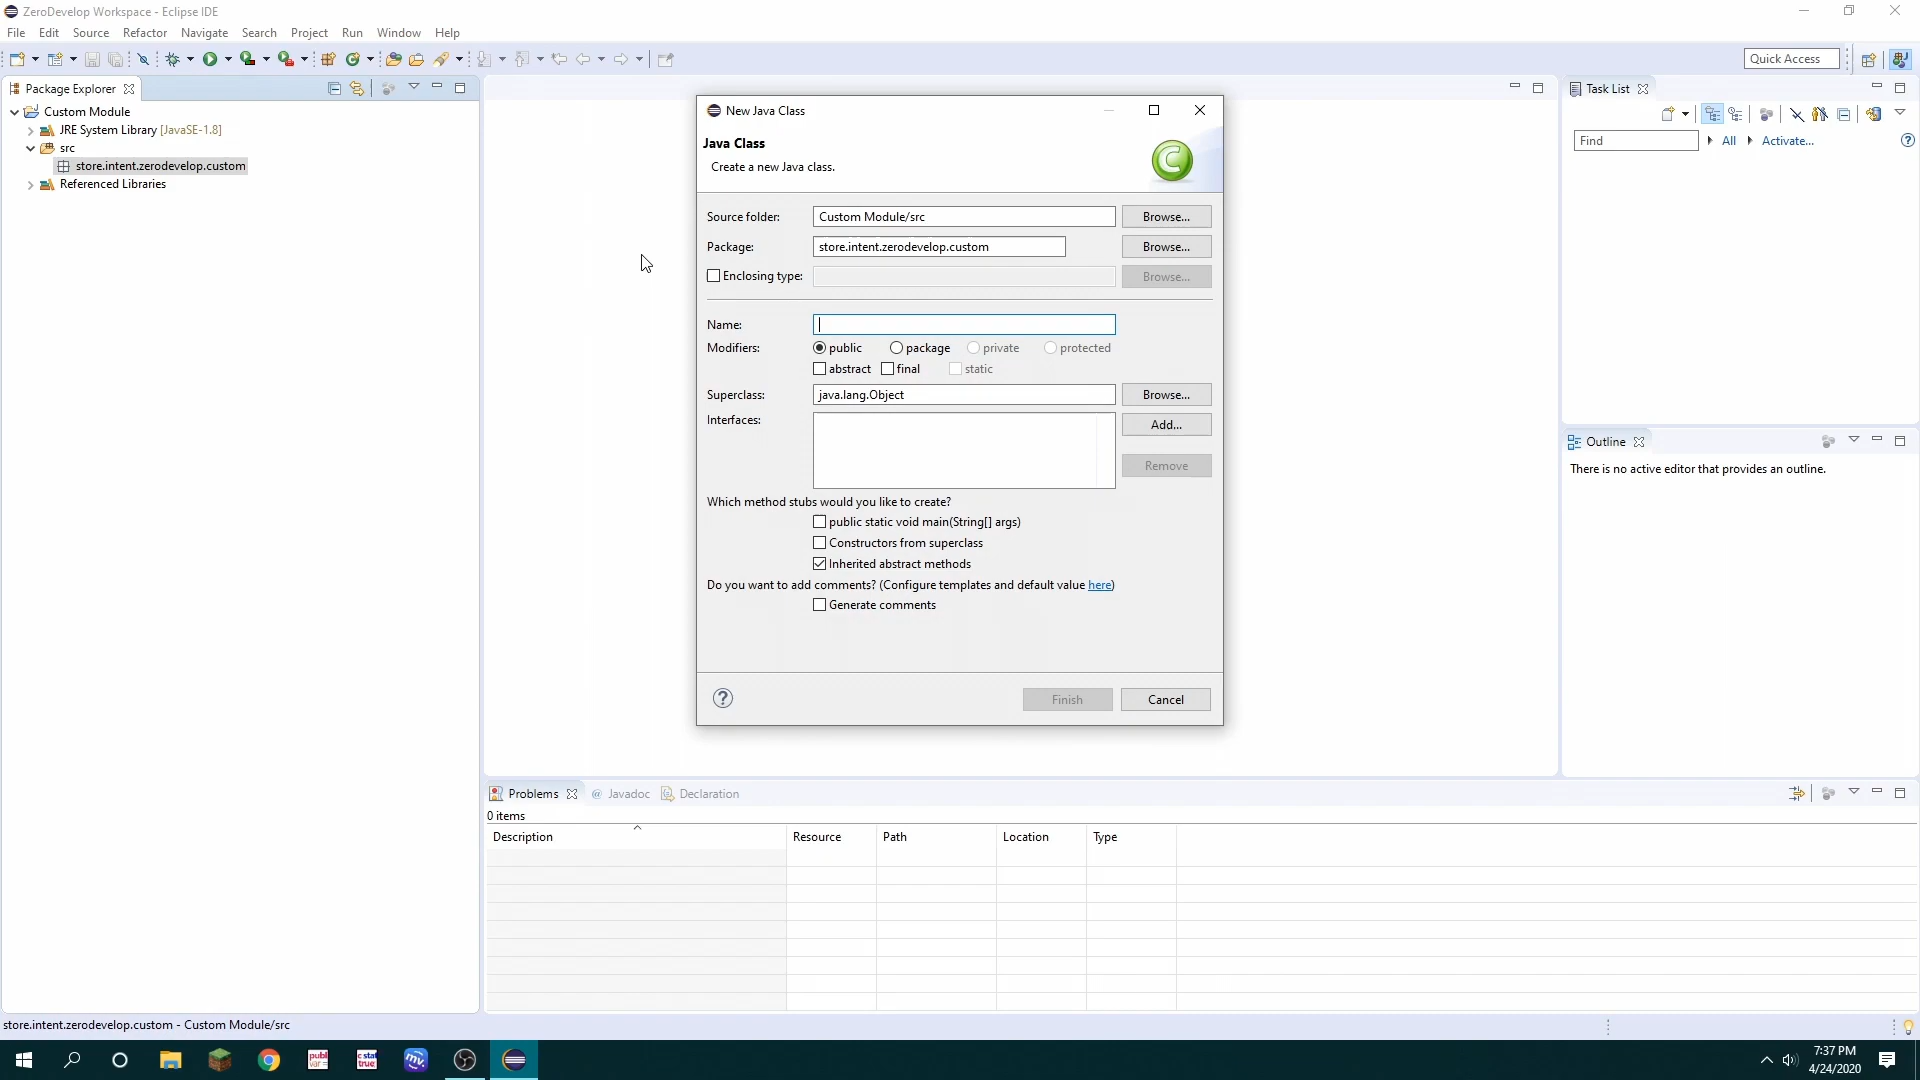 ZeroDevelop Workspace - Eclipse IDE
File Edit Source Refactor Navigate Search Project Run Window Help
Quick Access
Package Explorer
Custom Module
JRE System Library [JavaSE-1.8]
src
store.intent.zerodevelop.custom
Referenced Libraries
New Java Class
Java Class
Create a new Java class.
C
Source folder: Custom Module/src Browse...
Package: store.intent.zerodevelop.custom Browse...
Enclosing type: Browse...
Name:
Modifiers: public package private protected
abstract final static
Superclass: java.lang.Object Browse...
Interfaces: Add...
Remove
Which method stubs would you like to create?
public static void main(String[] args)
Constructors from superclass
Inherited abstract methods
Do you want to add comments? (Configure templates and default value here)
Generate comments
? Finish Cancel
Task List
Find All Activate... ?
Outline
There is no active editor that provides an outline.
Problems @ Javadoc Declaration
0 items
Description Resource Path Location Type
store.intent.zerodevelop.custom - Custom Module/src
publ
var =
c stat
true;
mv
7:37 PM
4/24/2020